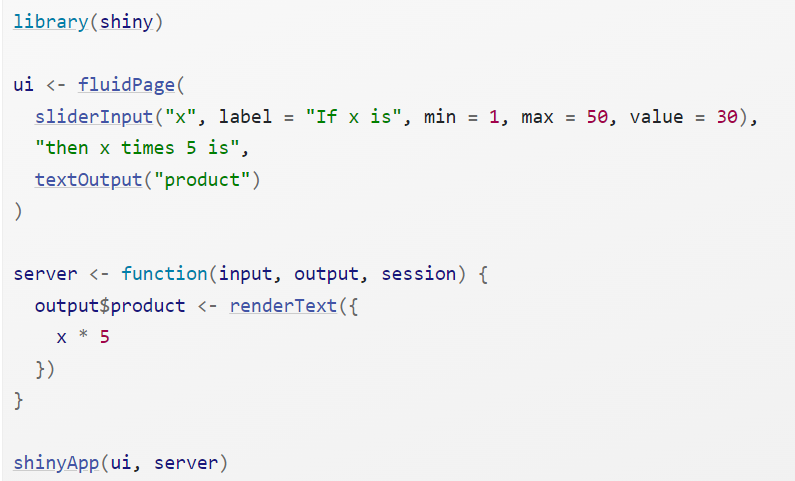 library(shiny)

ui <- fluidPage(
  sliderInput("x", label = "If x is", min = 1, max = 50, value = 30),
  "then x times 5 is",
  textOutput("product")
)

server <- function(input, output, session) {
  output$product <- renderText({
    x * 5
  })
}

shinyApp(ui, server)